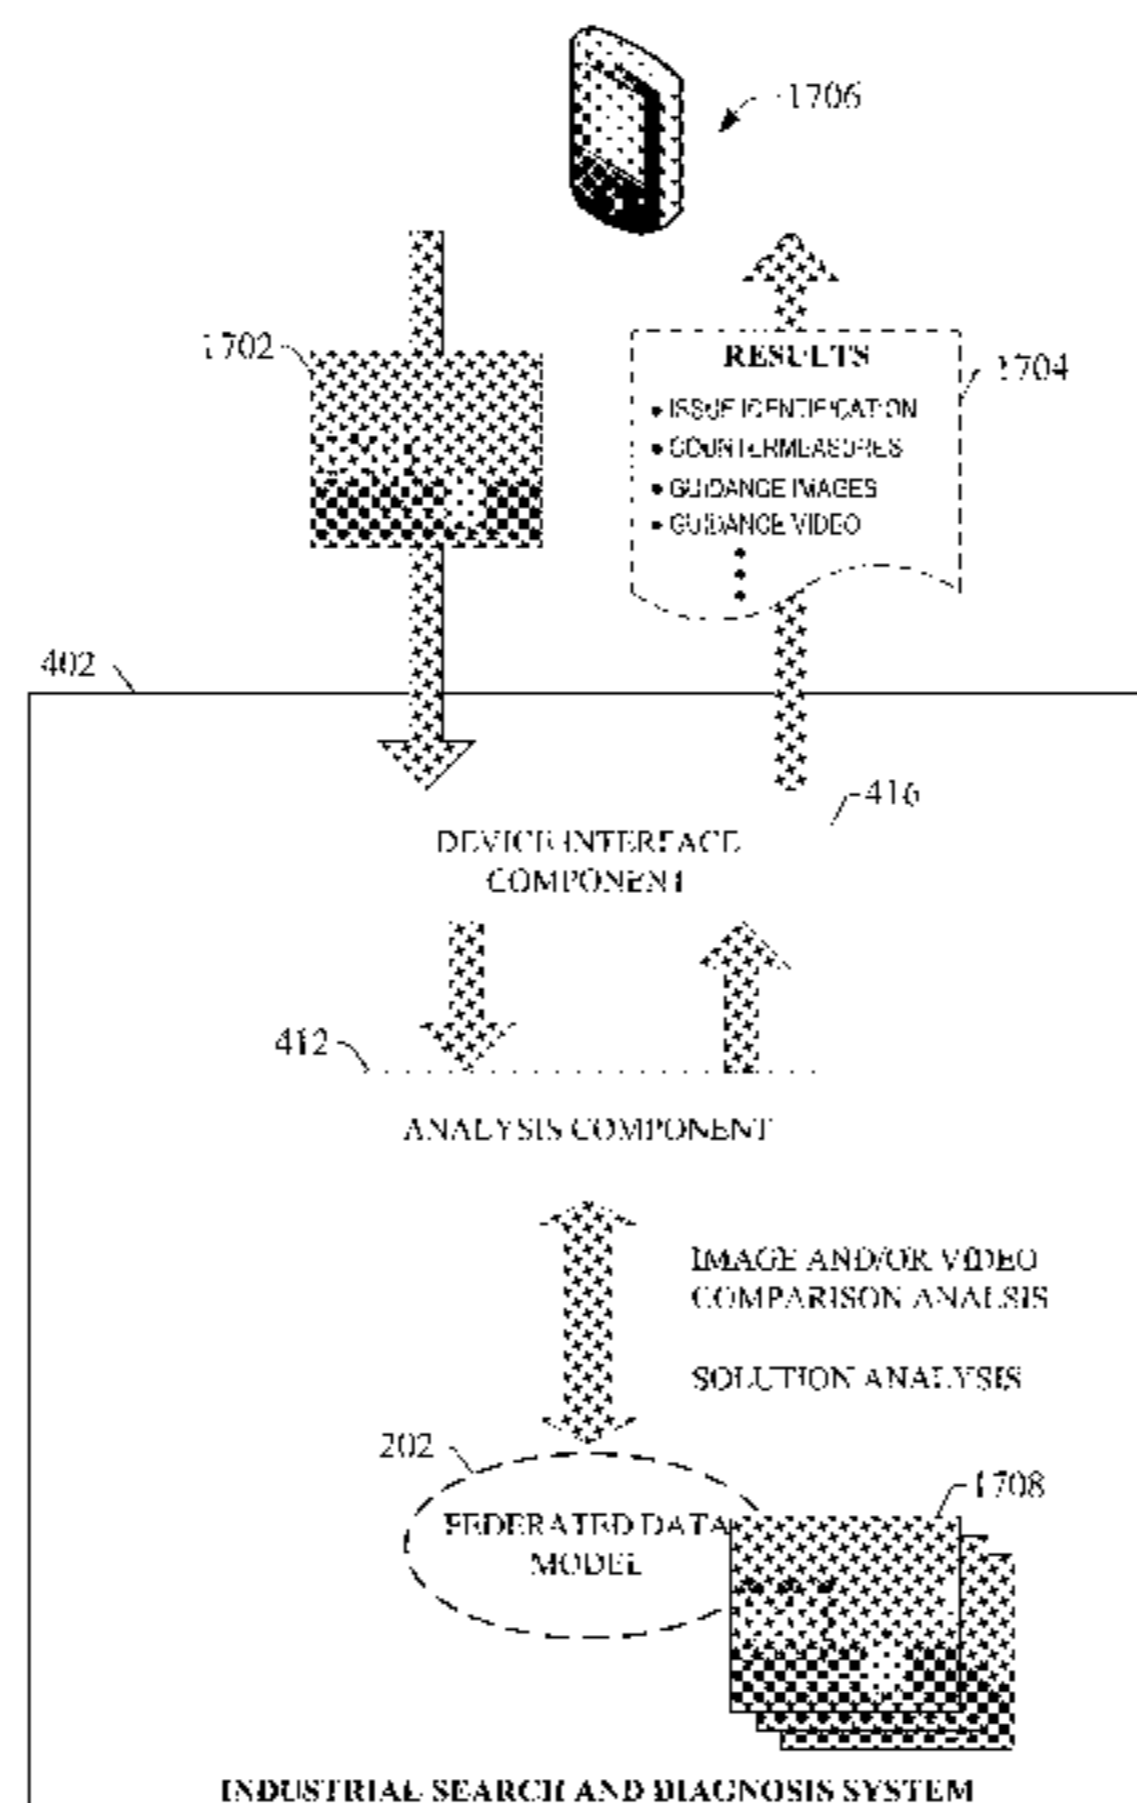 1706
1702
RESULTS
1704
• ISSUE IDENTIFICATION
• COUNTERMEASURES
• GUIDANCE IMAGES
• GUIDANCE VIDEO
402
416
DEVICE INTERFACE
COMPONENT
412
ANALYSIS COMPONENT
IMAGE AND/OR VIDEO
COMPARISON ANALSIS
SOLUTION ANALYSIS
202
1708
FEDERATED DATA
MODEL
INDUSTRIAL SEARCH AND DIAGNOSIS SYSTEM